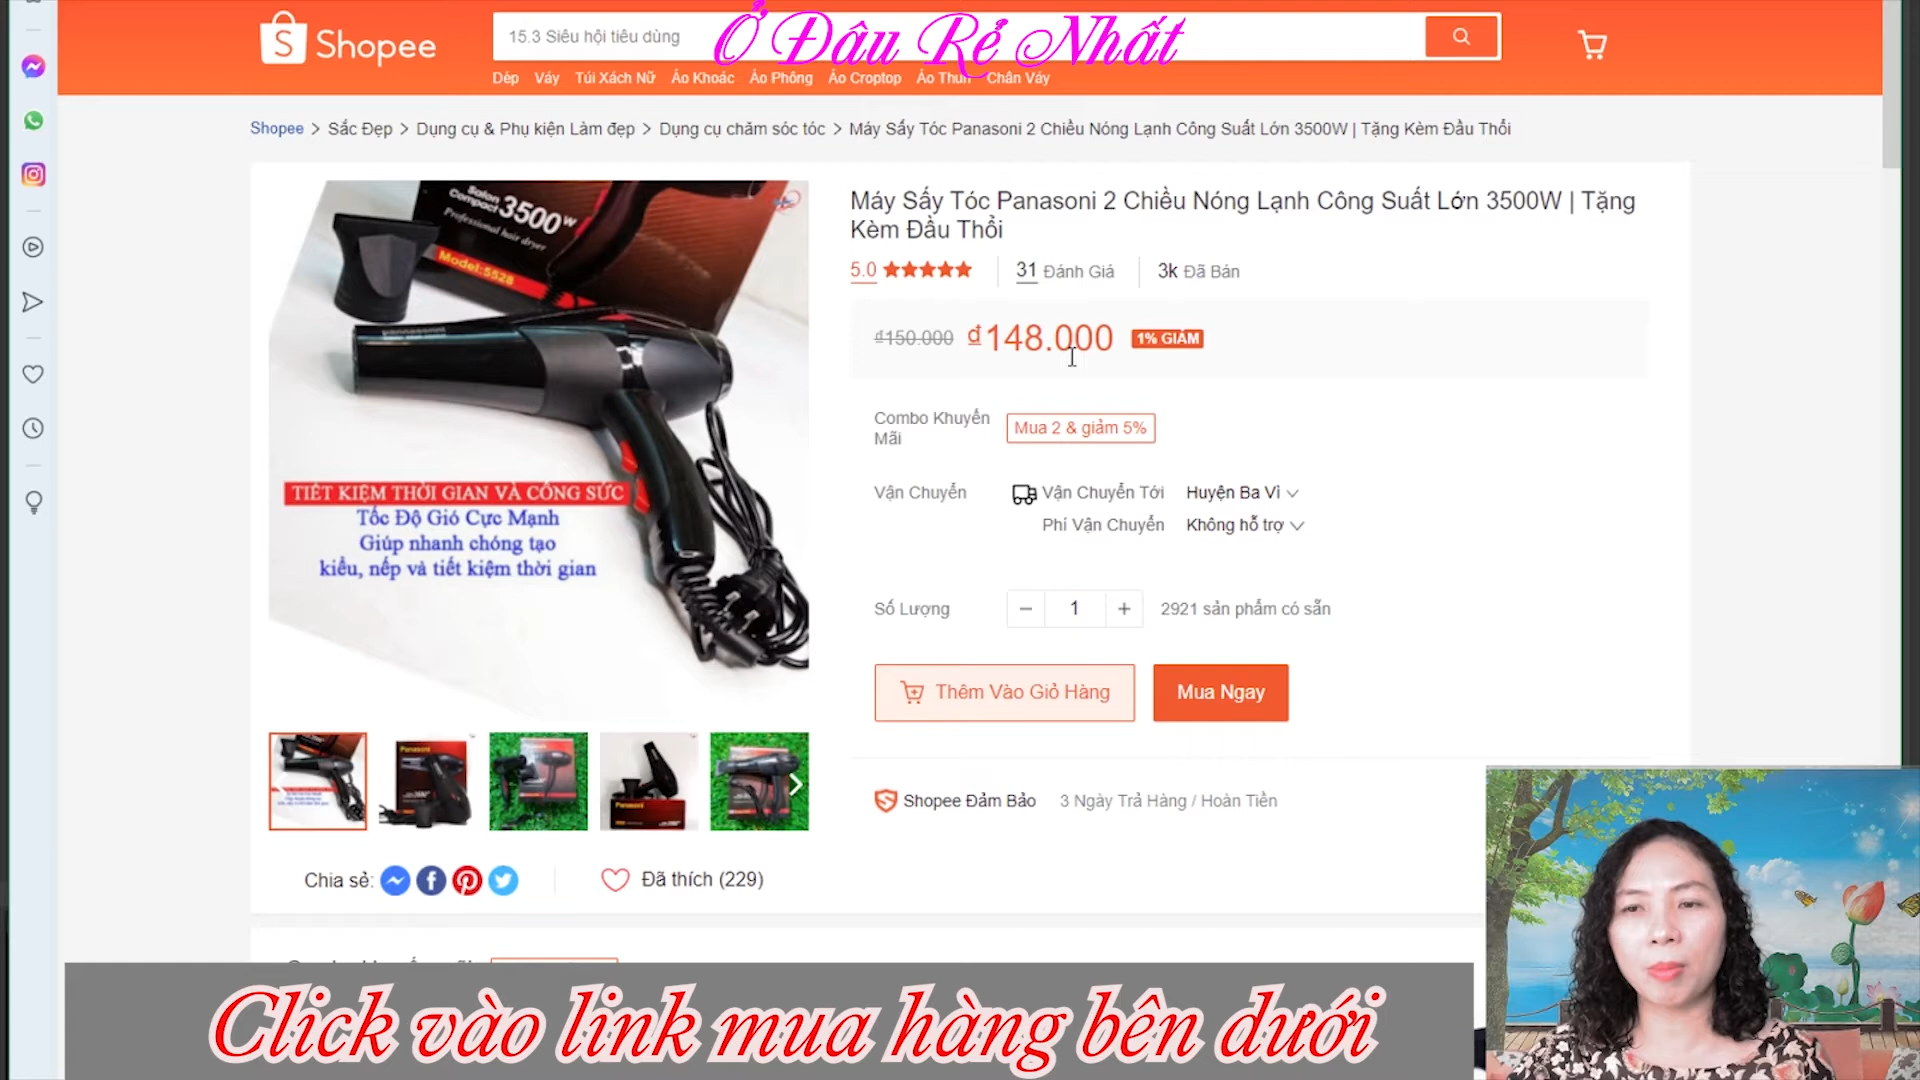 Ở Đâu Rẻ Nhất
Shopee
15.3 Siêu hội tiêu dùng
Dép Váy Túi Xách Nữ Áo Khoác Áo Phông Áo Croptop Áo Thun Chân Váy
Shopee > Sắc Đẹp > Dụng cụ & Phụ kiện Làm đẹp > Dụng cụ chăm sóc tóc > Máy Sấy Tóc Panasoni 2 Chiều Nóng Lạnh Công Suất Lớn 3500W | Tặng Kèm Đầu Thổi
Salon
Compact 3500W
Professional hair dryer
Model:5528
TIẾT KIỆM THỜI GIAN VÀ CÔNG SỨC
Tốc Độ Gió Cực Mạnh
Giúp nhanh chóng tạo
kiểu, nếp và tiết kiệm thời gian
Máy Sấy Tóc Panasoni 2 Chiều Nóng Lạnh Công Suất Lớn 3500W | Tặng
Kèm Đầu Thổi
5.0 31 Đánh Giá 3k Đã Bán
₫150.000 ₫148.000 1% GIẢM
Combo Khuyến
Mãi
Mua 2 & giảm 5%
Vận Chuyển Vận Chuyển Tới Huyện Ba Vì
Phí Vận Chuyển Không hỗ trợ
Số Lượng − 1 + 2921 sản phẩm có sẵn
Thêm Vào Giỏ Hàng Mua Ngay
Panasoni
Panasoni
Shopee Đảm Bảo 3 Ngày Trả Hàng / Hoàn Tiền
Chia sẻ: Đã thích (229)
Click vào link mua hàng bên dưới